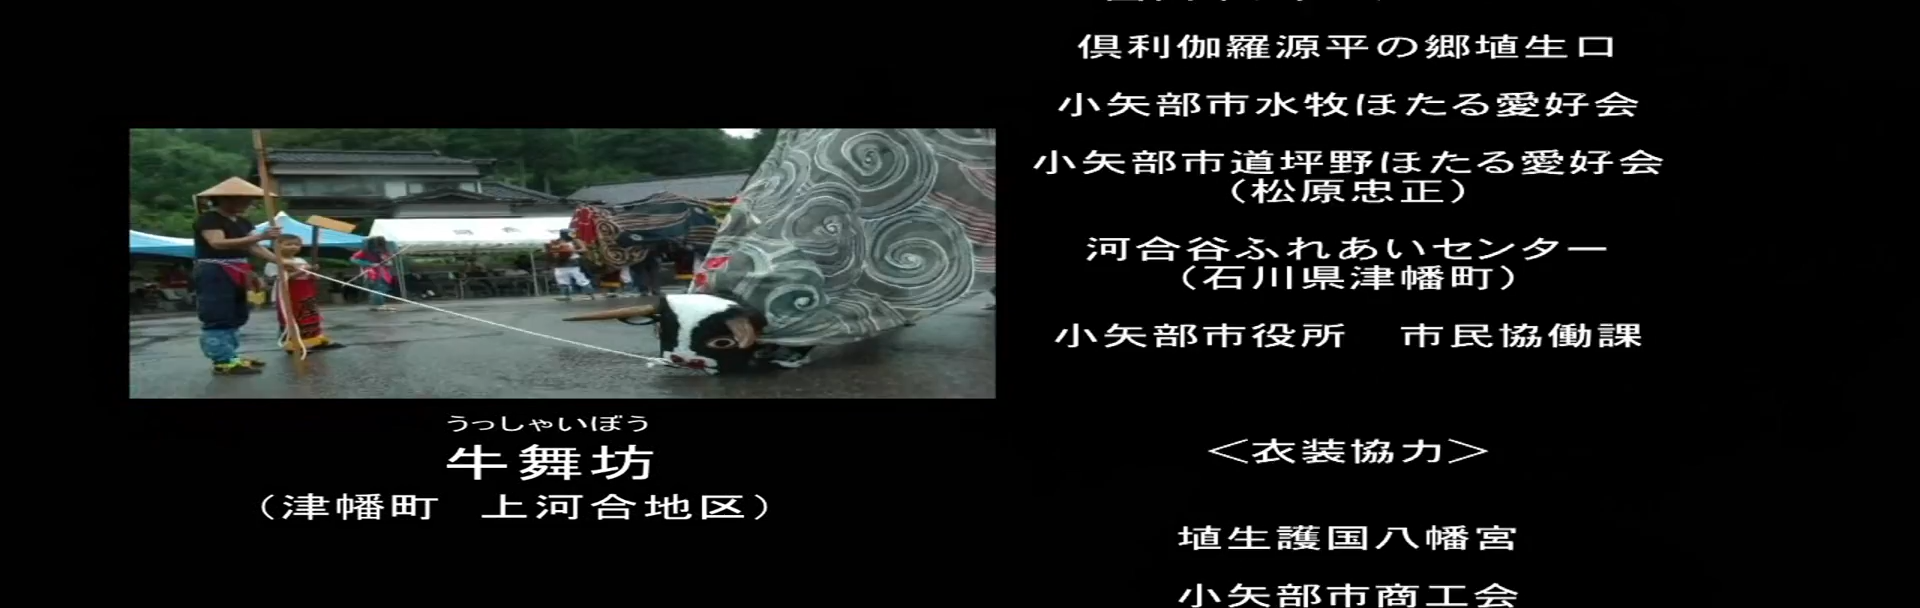 倶利伽羅源平の郷埴生口
小矢部市水牧ほたる愛好会
小矢部市道坪野ほたる愛好会
（松原忠正）
河合谷ふれあいセンター
（石川県津幡町）
小矢部市役所　市民協働課
＜衣装協力＞
埴生護国八幡宮
小矢部市商工会
うっしゃいぼう
牛舞坊
（津幡町　上河合地区）